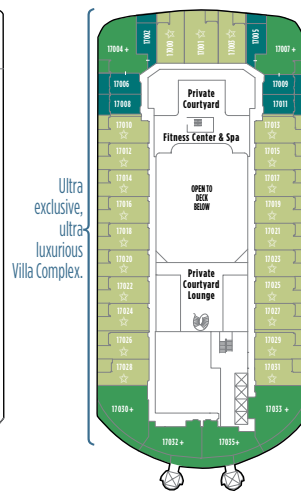 17004 +
17002
17000
17001
17003
17005
17007 +
17006
17009
17008
17011
Private
Courtyard
17010
17013
Fitness Center & Spa
17012
17015
17014
17017
Ultra
exclusive,
ultra
luxurious
Villa Complex.
OPEN TO
DECK
BELOW
17016
17019
17018
17021
17020
17023
Private
Courtyard
Lounge
17022
17025
17024
17027
17026
17029
17028
17031
17030 +
17033 +
17032 +
17035+